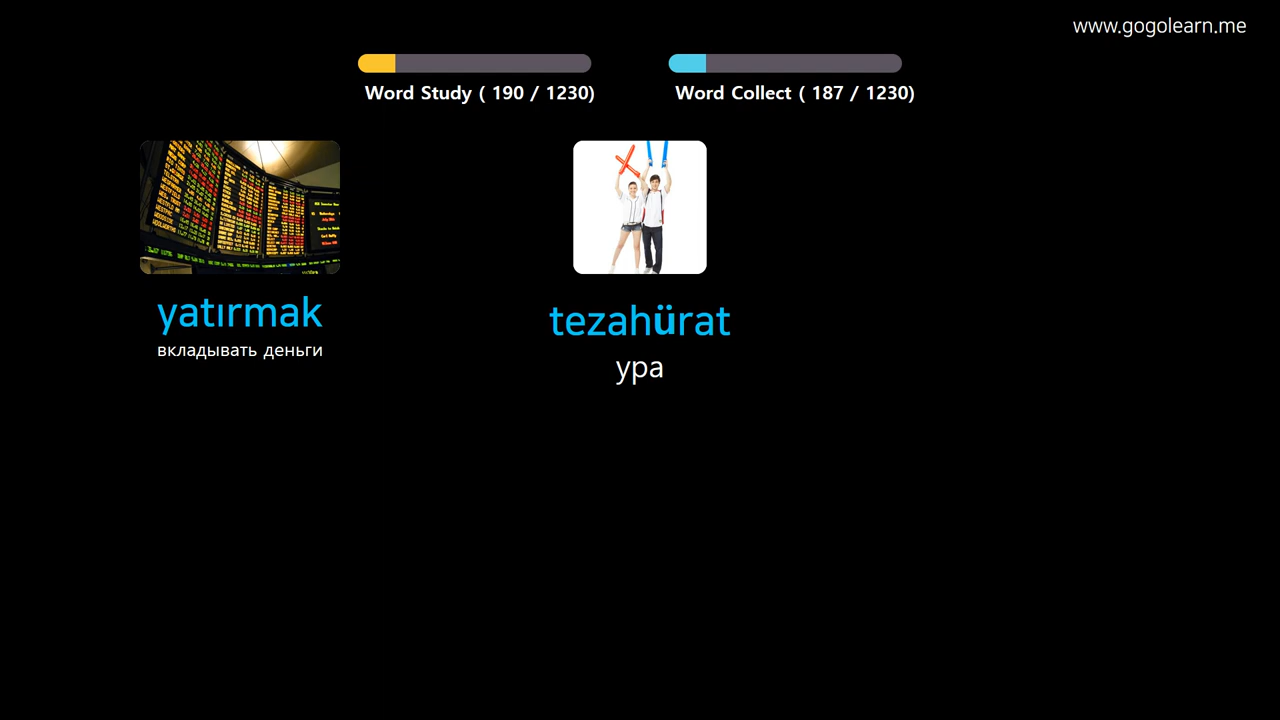 www.gogolearn.me
Word Study ( 190 / 1230)
Word Collect ( 187 / 1230)
yatırmak
вкладывать деньги
tezahürat
ура